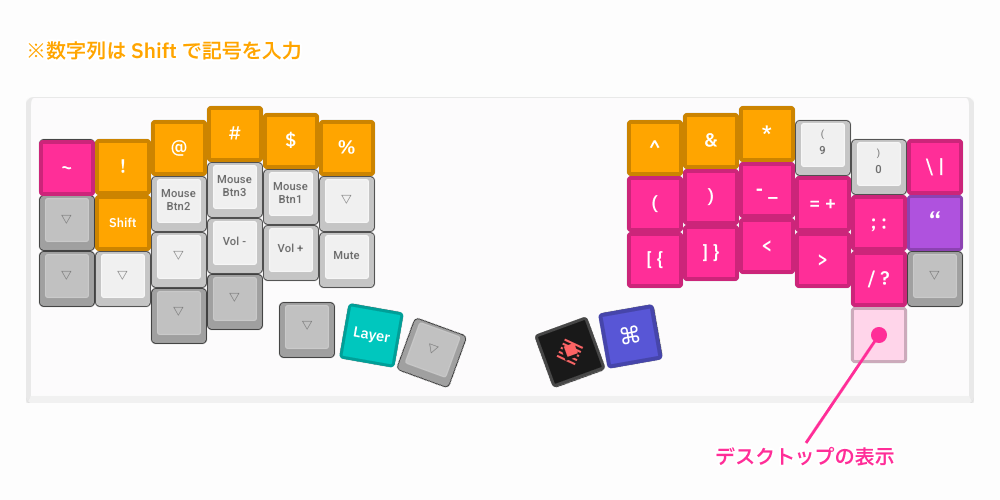 ※数字列は Shift で記号を入力
~ ! @ # $ % ^ & * ( 9 ) 0 \ |
▽ Shift Mouse Btn2 Mouse Btn3 Mouse Btn1 ▽ ( ) - _ = + ; : “
▽ ▽ ▽ Vol - Vol + Mute [ { ] } < > / ? ▽
▽ ▽ ▽ Layer ▽ ⌘
デスクトップの表示